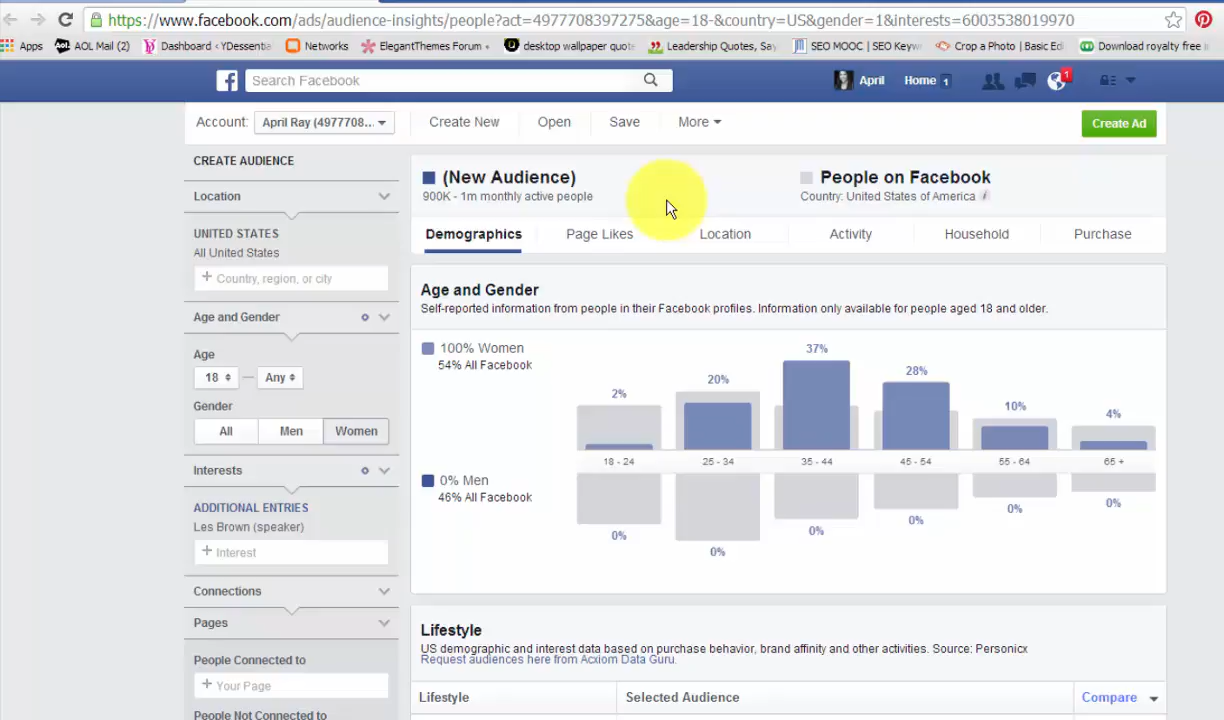 https://www.facebook.com/ads/audience-insights/people?act=4977708397275&age=18-&country=US&gender=1&interests=6003538019970
Apps AOL Mail (2) Dashboard ‹ YDessentia Networks ElegantThemes Forum desktop wallpaper quote Leadership Quotes, Say SEO MOOC | SEO Keyw Crop a Photo | Basic Ed Download royalty free
Search Facebook April Home 1 1
Account: April Ray (4977708... Create New Open Save More Create Ad
CREATE AUDIENCE
Location
UNITED STATES
All United States
+ Country, region, or city
Age and Gender
Age
18 — Any
Gender
All Men Women
Interests
ADDITIONAL ENTRIES
Les Brown (speaker)
+ Interest
Connections
Pages
People Connected to
+ Your Page
People Not Connected to
(New Audience)
900K - 1m monthly active people
People on Facebook
Country: United States of America i
Demographics Page Likes Location Activity Household Purchase
Age and Gender
Self-reported information from people in their Facebook profiles. Information only available for people aged 18 and older.
100% Women
54% All Facebook
2% 20% 37% 28% 10% 4%
18 - 24 25 - 34 35 - 44 45 - 54 55 - 64 65 +
0% Men
46% All Facebook
0% 0% 0% 0% 0% 0%
Lifestyle
US demographic and interest data based on purchase behavior, brand affinity and other activities. Source: Personicx
Request audiences here from Acxiom Data Guru.
Lifestyle Selected Audience Compare